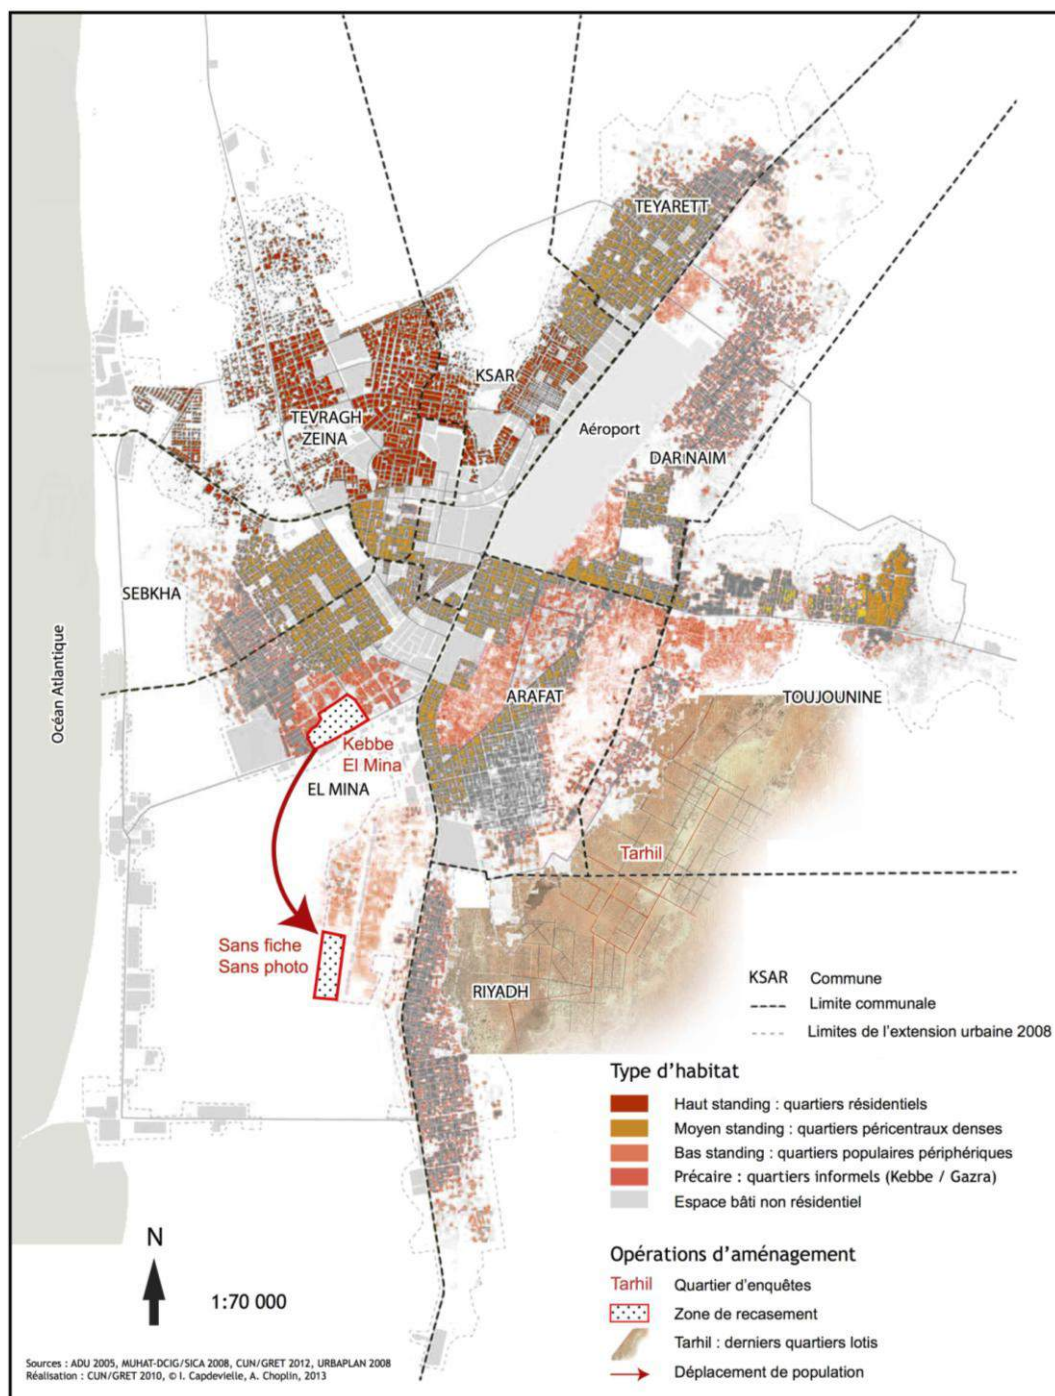 TEYARETT
KSAR
TEVRAGH
ZEINA
Aéroport
DAR NAIM
SEBKHA
Océan Atlantique
ARAFAT
TOUJOUNINE
Kebbe
El Mina
EL MINA
Tarhil
Sans fiche
Sans photo
RIYADH
KSAR Commune
Limite communale
Limites de l'extension urbaine 2008
Type d'habitat
Haut standing : quartiers résidentiels
Moyen standing : quartiers péricentraux denses
Bas standing : quartiers populaires périphériques
Précaire : quartiers informels (Kebbe / Gazra)
Espace bâti non résidentiel
Opérations d'aménagement
Tarhil Quartier d'enquêtes
Zone de recasement
Tarhil : derniers quartiers lotis
Déplacement de population
N
1:70 000
Sources : ADU 2005, MUHAT-DCIG/SICA 2008, CUN/GRET 2012, URBAPLAN 2008
Réalisation : CUN/GRET 2010, © I. Capdevielle, A. Choplin, 2013